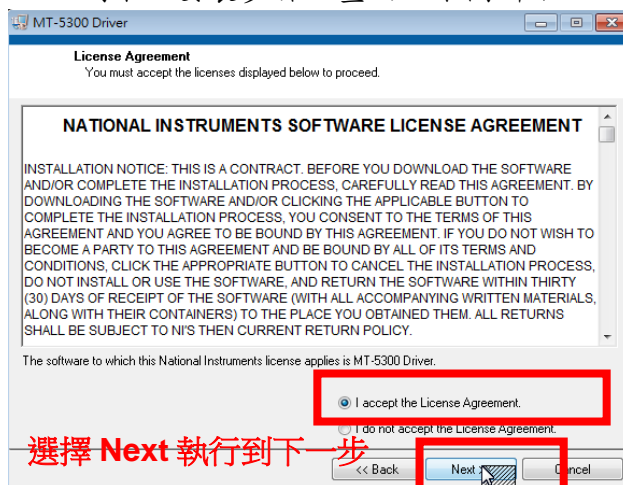 MT-5300 Driver
License Agreement
You must accept the licenses displayed below to proceed.
NATIONAL INSTRUMENTS SOFTWARE LICENSE AGREEMENT
INSTALLATION NOTICE: THIS IS A CONTRACT. BEFORE YOU DOWNLOAD THE SOFTWARE
AND/OR COMPLETE THE INSTALLATION PROCESS, CAREFULLY READ THIS AGREEMENT. BY
DOWNLOADING THE SOFTWARE AND/OR CLICKING THE APPLICABLE BUTTON TO
COMPLETE THE INSTALLATION PROCESS, YOU CONSENT TO THE TERMS OF THIS
AGREEMENT AND YOU AGREE TO BE BOUND BY THIS AGREEMENT. IF YOU DO NOT WISH TO
BECOME A PARTY TO THIS AGREEMENT AND BE BOUND BY ALL OF ITS TERMS AND
CONDITIONS, CLICK THE APPROPRIATE BUTTON TO CANCEL THE INSTALLATION PROCESS,
DO NOT INSTALL OR USE THE SOFTWARE, AND RETURN THE SOFTWARE WITHIN THIRTY
(30) DAYS OF RECEIPT OF THE SOFTWARE (WITH ALL ACCOMPANYING WRITTEN MATERIALS,
ALONG WITH THEIR CONTAINERS) TO THE PLACE YOU OBTAINED THEM. ALL RETURNS
SHALL BE SUBJECT TO NI'S THEN CURRENT RETURN POLICY.
The software to which this National Instruments license applies is MT-5300 Driver.
I accept the License Agreement.
I do not accept the License Agreement.
選擇 Next 執行到下一步
<< Back Next Cancel